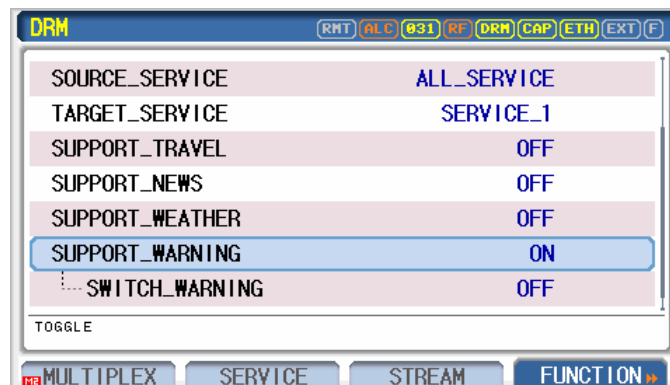 DRM RMT ALC 031 RF DRM CAP ETH EXT F
SOURCE_SERVICE ALL_SERVICE
TARGET_SERVICE SERVICE_1
SUPPORT_TRAVEL OFF
SUPPORT_NEWS OFF
SUPPORT_WEATHER OFF
SUPPORT_WARNING ON
SWITCH_WARNING OFF
TOGGLE
M2 MULTIPLEX SERVICE STREAM FUNCTION